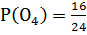 P(O₄) = 16/24